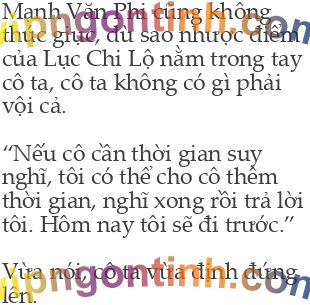 Mạnh Văn Phi cũng không
thúc giục, dù sao nhược điểm
của Lục Chi Lộ nằm trong tay
cô ta, cô ta không có gì phải
vội cả.
“Nếu cô cần thời gian suy
nghĩ, tôi có thể cho cô thêm
thời gian, nghĩ xong rồi trả lời
tôi. Hôm nay tôi sẽ đi trước.”
Vừa nói, cô ta vừa định đứng
lên.
vipngontinh.com
vipngontinh.com